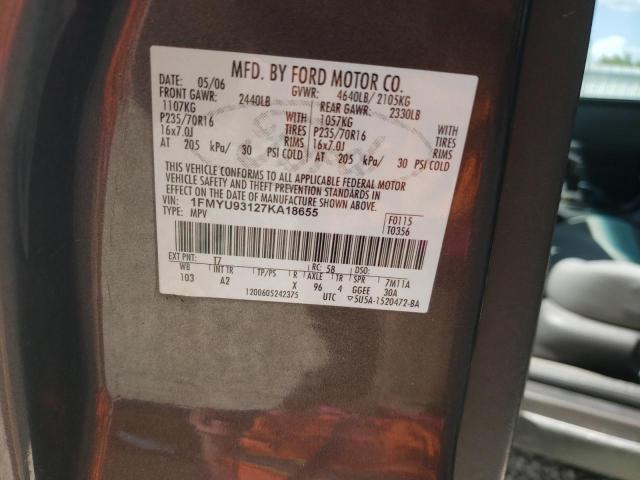 MFD. BY FORD MOTOR CO.
DATE: 05/06 GVWR: 4640LB/ 2105KG
FRONT GAWR: 2440LB REAR GAWR: 2330LB
1107KG WITH 1057KG WITH
P235/70R16 TIRES P235/70R16 TIRES
16x7.0J RIMS 16x7.0J RIMS
AT 205 kPa/ 30 PSI COLD AT 205 kPa/ 30 PSI COLD
THIS VEHICLE CONFORMS TO ALL APPLICABLE FEDERAL MOTOR
VEHICLE SAFETY AND THEFT PREVENTION STANDARDS IN
EFFECT ON THE DATE OF MANUFACTURE SHOWN ABOVE.
VIN: 1FMYU93127KA18655 F0115
TYPE: MPV T0356
EXT PNT: T7 RC: 58 DSO:
WB INT TR TP/PS R AXLE TR SPR 7M11A
103 A2 X 96 4 GGEE 30A
1200605242375 UTC ▽5U5A-1520472-BA